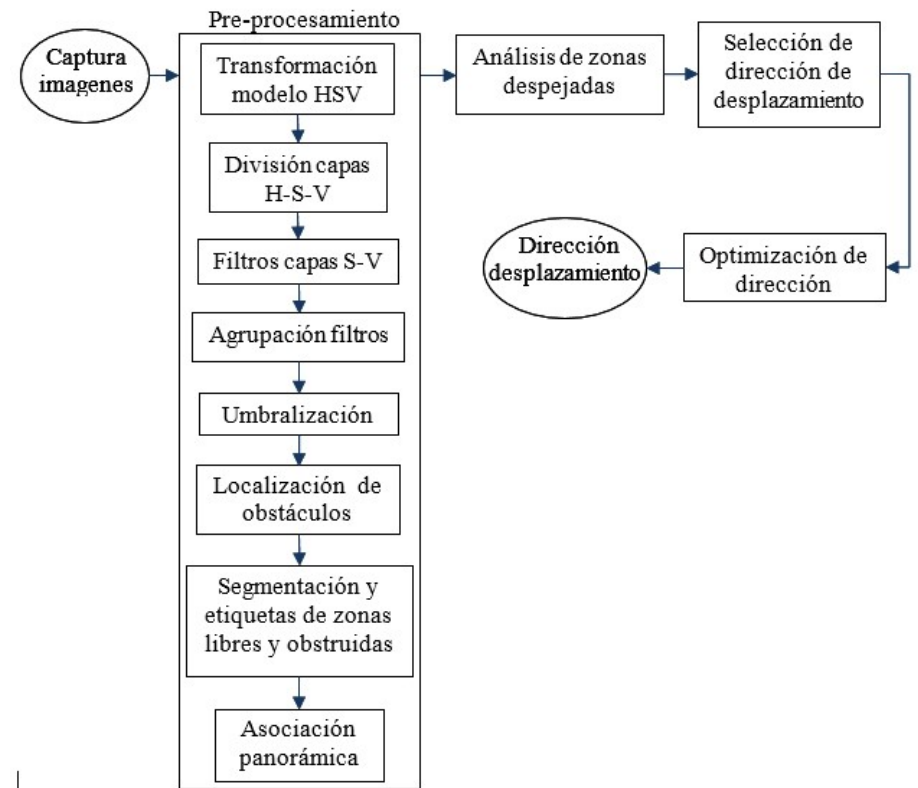 Pre-procesamiento
Captura
imagenes
Transformación
modelo HSV
División capas
H-S-V
Filtros capas S-V
Agrupación filtros
Umbralización
Localización de
obstáculos
Segmentación y
etiquetas de zonas
libres y obstruidas
Asociación
panorámica
Análisis de zonas
despejadas
Selección de
dirección de
desplazamiento
Optimización de
dirección
Dirección
desplazamiento